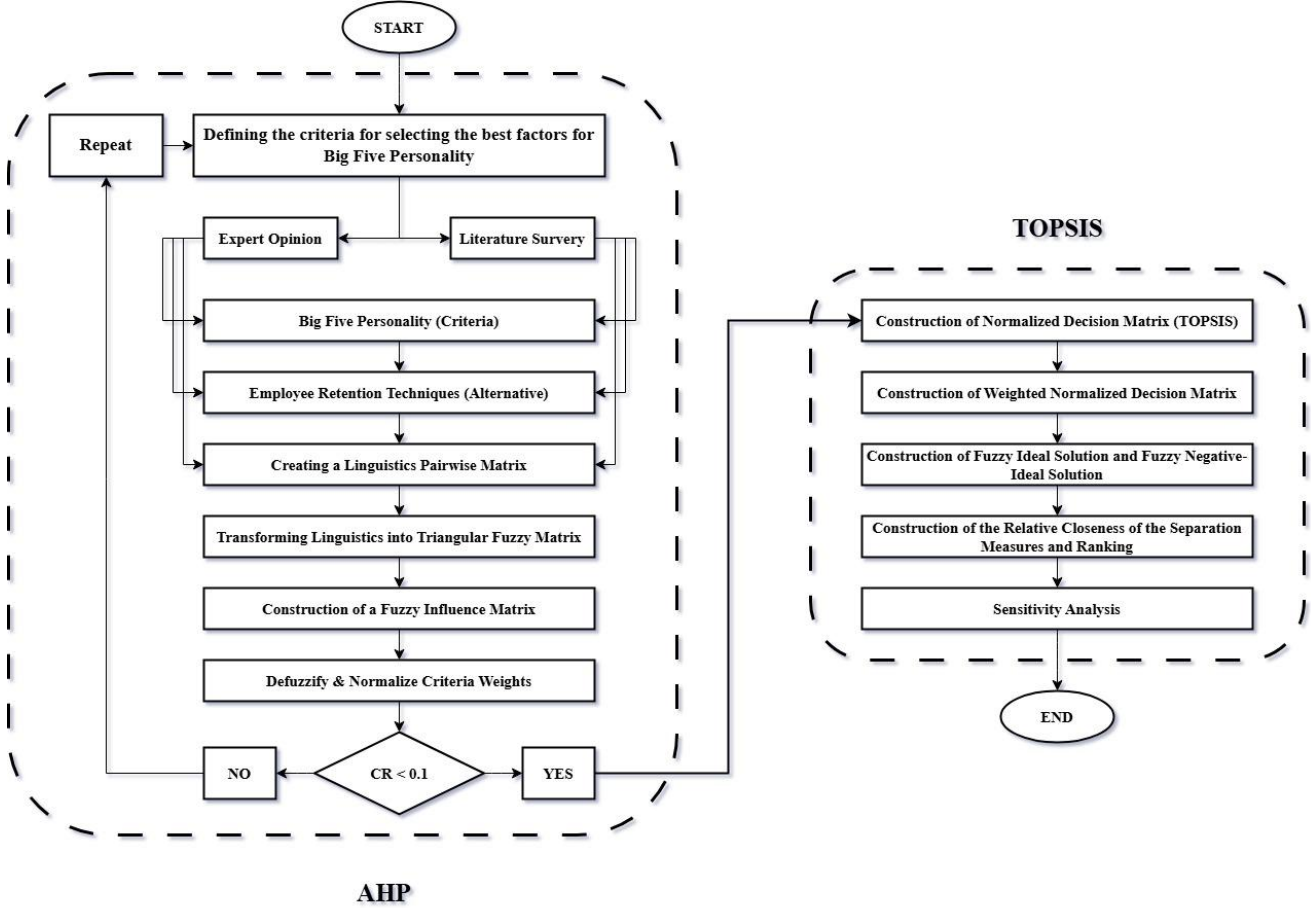 START
Repeat
Defining the criteria for selecting the best factors for
Big Five Personality
Expert Opinion
Literature Survery
Big Five Personality (Criteria)
Employee Retention Techniques (Alternative)
Creating a Linguistics Pairwise Matrix
Transforming Linguistics into Triangular Fuzzy Matrix
Construction of a Fuzzy Influence Matrix
Defuzzify & Normalize Criteria Weights
NO
CR < 0.1
YES
AHP
TOPSIS
Construction of Normalized Decision Matrix (TOPSIS)
Construction of Weighted Normalized Decision Matrix
Construction of Fuzzy Ideal Solution and Fuzzy Negative-
Ideal Solution
Construction of the Relative Closeness of the Separation
Measures and Ranking
Sensitivity Analysis
END